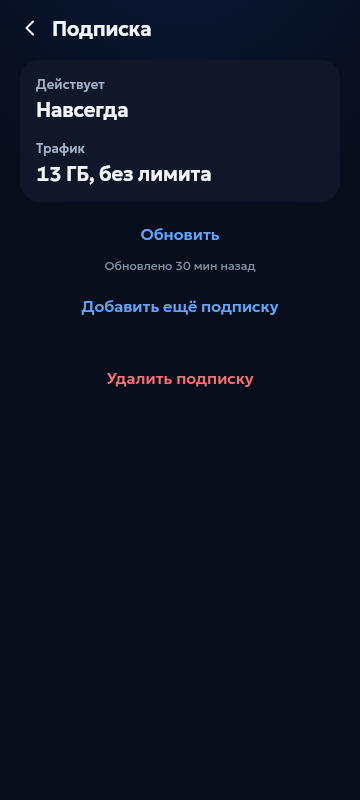 Подписка
Действует
Навсегда
Трафик
13 ГБ, без лимита
Обновить
Обновлено 30 мин назад
Добавить ещё подписку
Удалить подписку